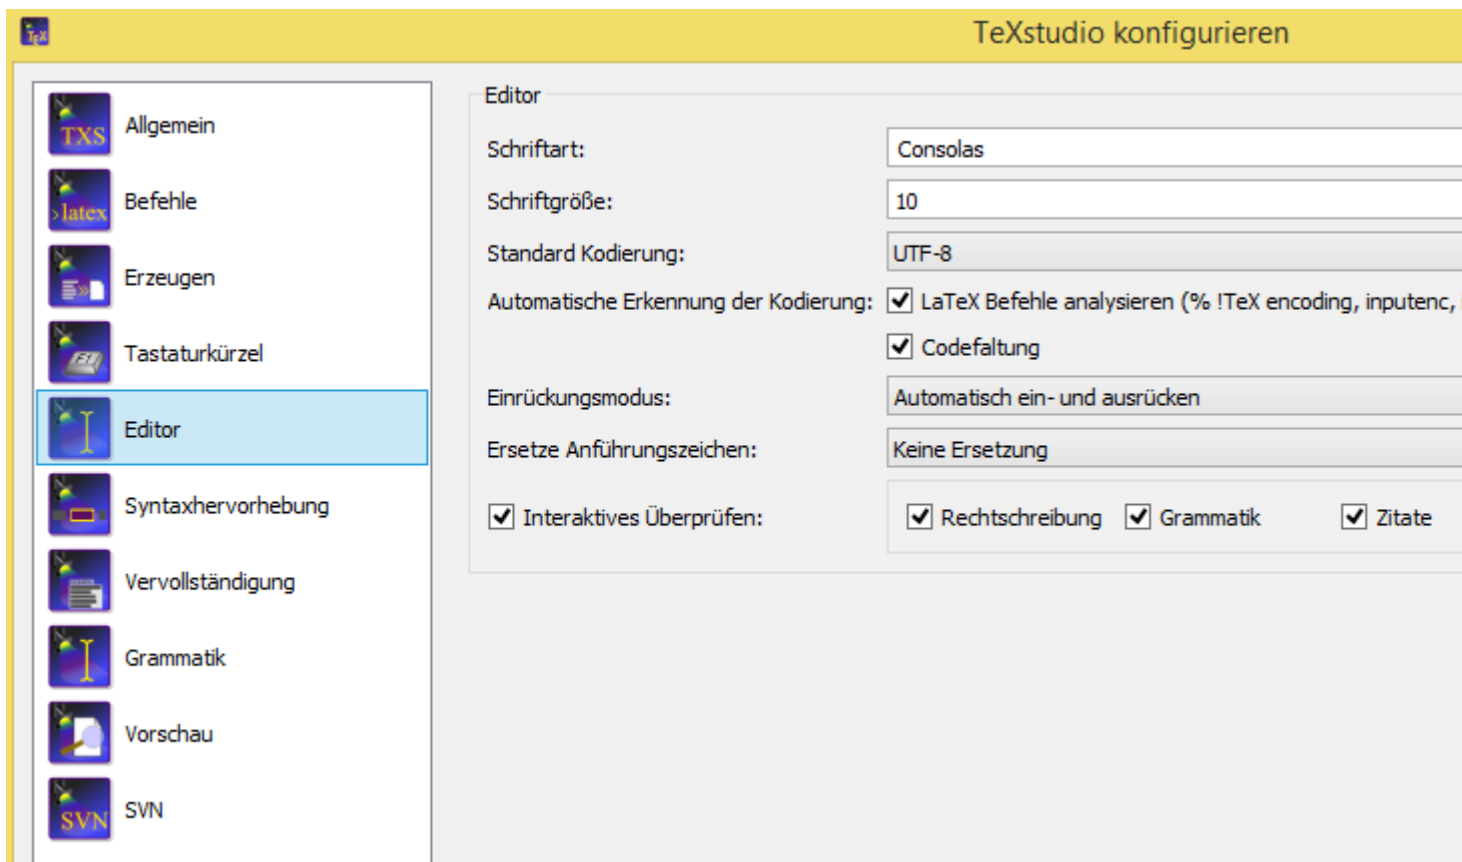 TeXstudio konfigurieren
TXS
Allgemein
>latex
Befehle
Erzeugen
Tastaturkürzel
Editor
Syntaxhervorhebung
Vervollständigung
Grammatik
Vorschau
SVN
SVN
Editor
Schriftart: Consolas
Schriftgröße: 10
Standard Kodierung: UTF-8
Automatische Erkennung der Kodierung: LaTeX Befehle analysieren (% !TeX encoding, inputenc,
Codefaltung
Einrückungsmodus: Automatisch ein- und ausrücken
Ersetze Anführungszeichen: Keine Ersetzung
Interaktives Überprüfen: Rechtschreibung Grammatik Zitate